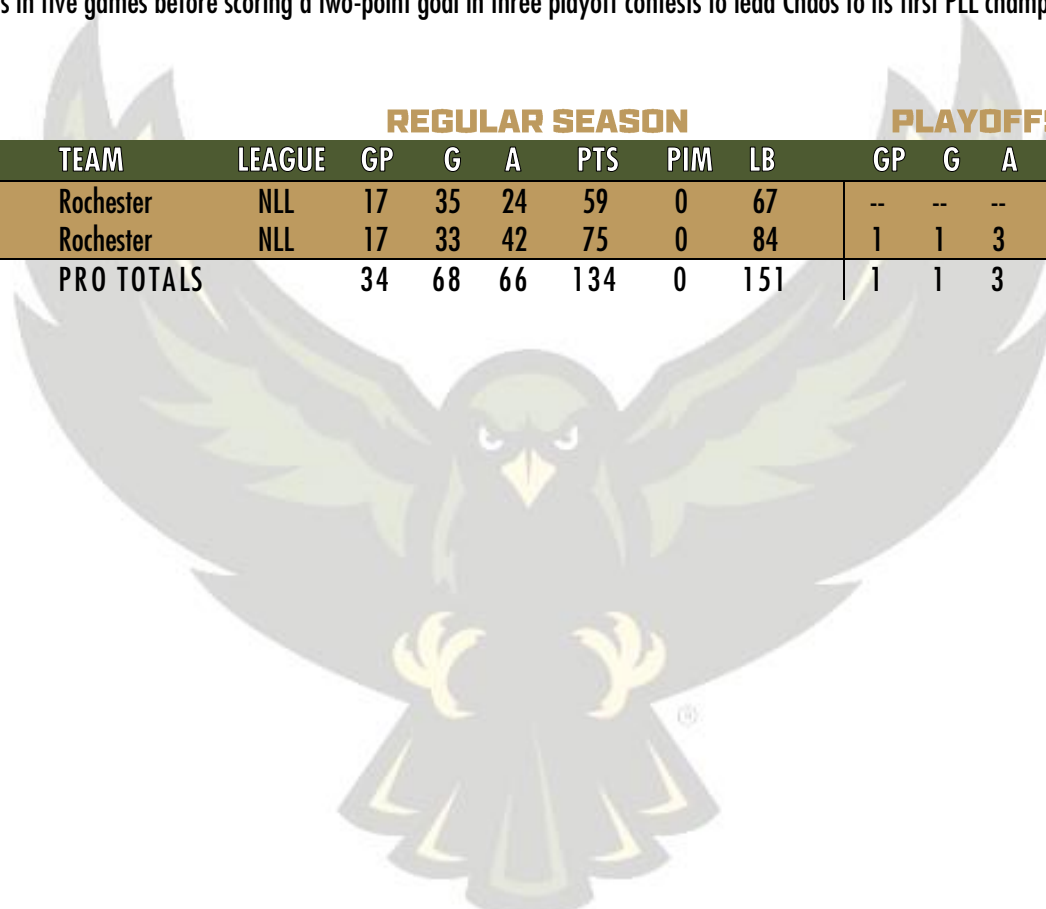 s in five games before scoring a two-point goal in three playoff contests to lead Chaos to its first PLL champ
REGULAR SEASON PLAYOFFS
TEAM LEAGUE GP G A PTS PIM LB GP G A
Rochester NLL 17 35 24 59 0 67 -- -- --
Rochester NLL 17 33 42 75 0 84 1 1 3
PRO TOTALS 34 68 66 134 0 151 1 1 3
®